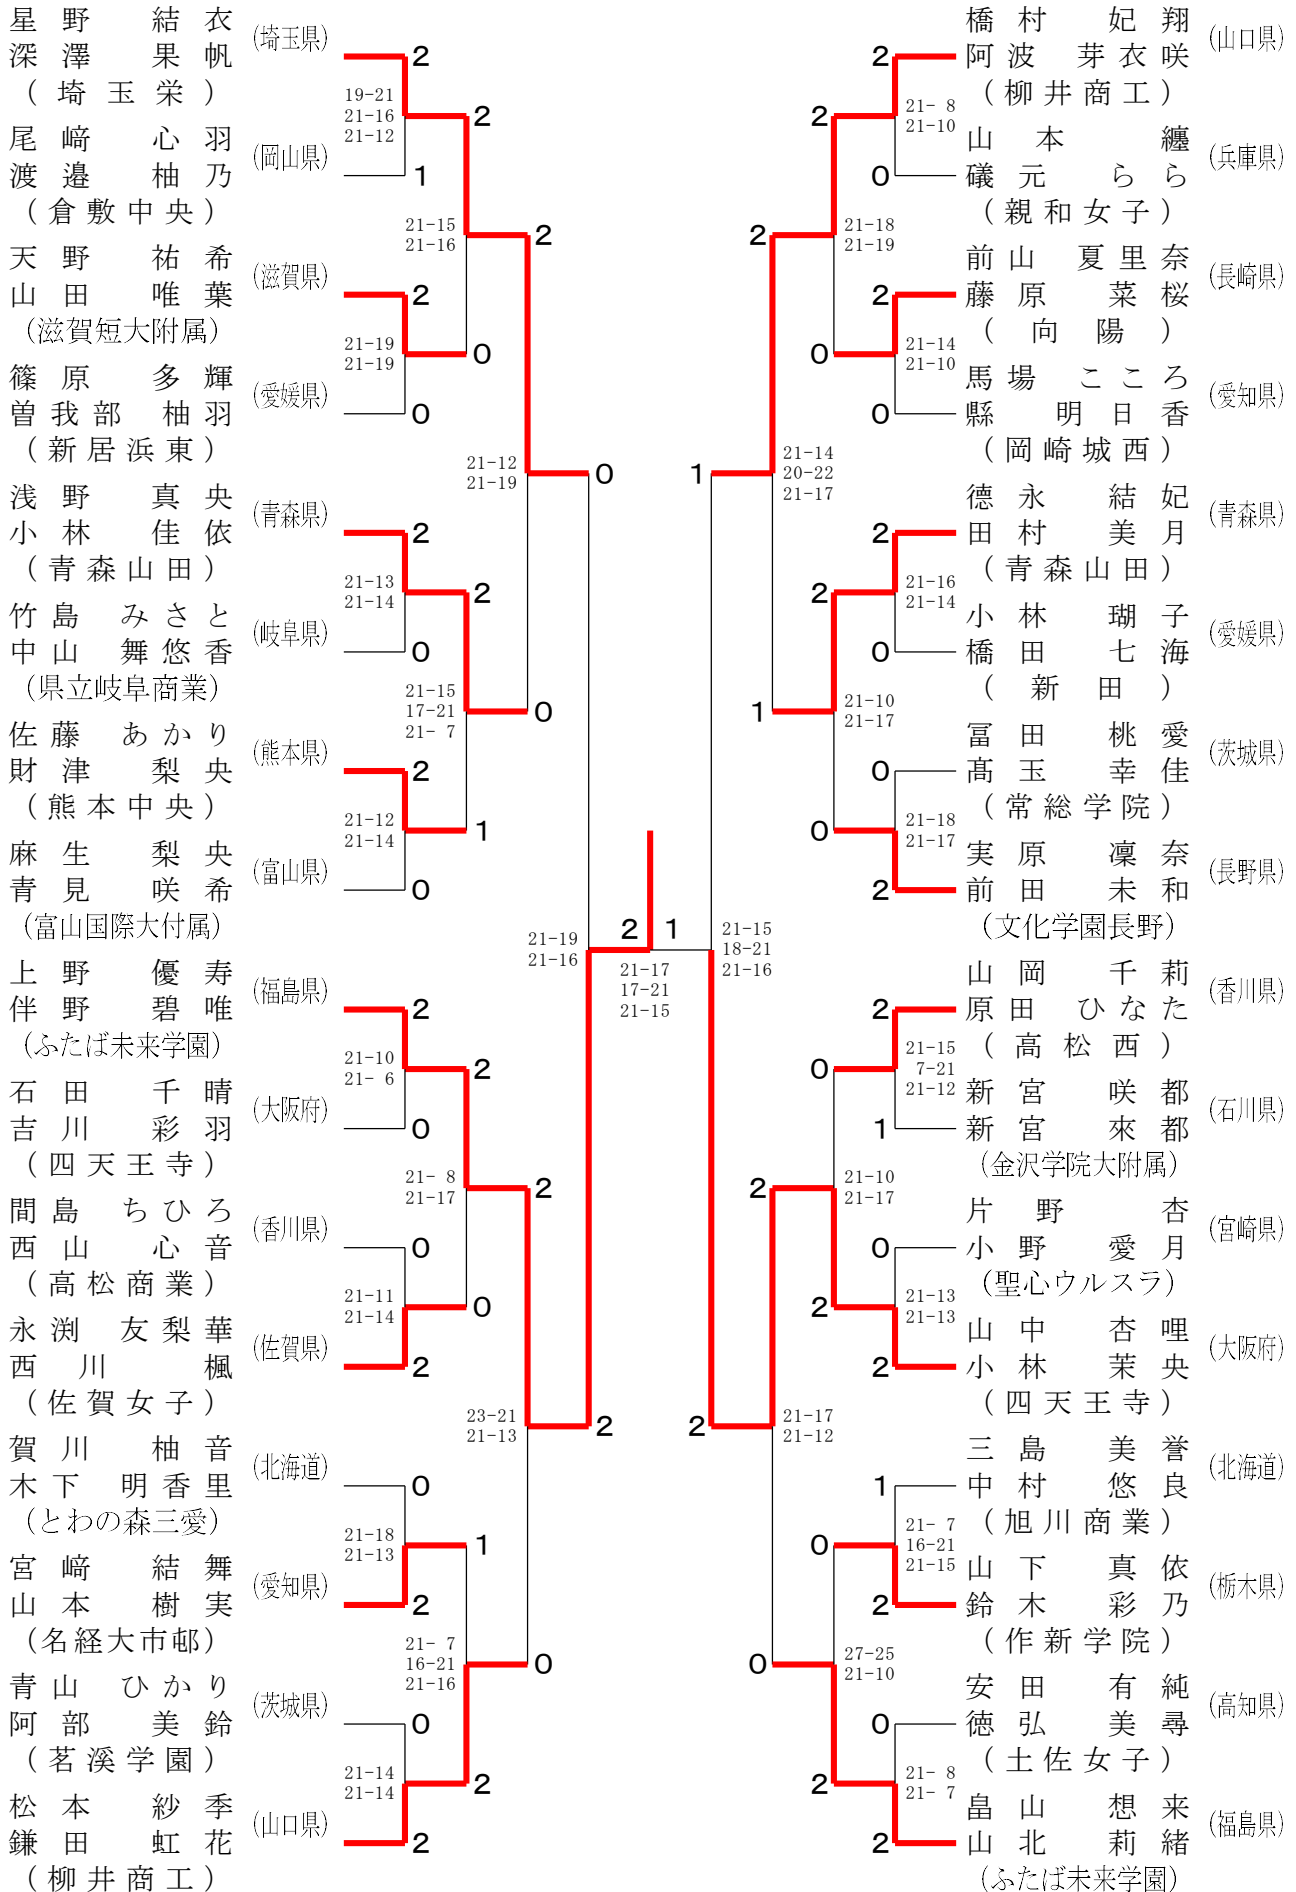 星野 結衣
深澤 果帆
(埼玉栄)
(埼玉県)
2
19-21
21-16
21-12
2
尾﨑 心羽
渡邉 柚乃
(倉敷中央)
(岡山県)
1
21-15
21-16
2
天野 祐希
山田 唯葉
(滋賀短大附属)
(滋賀県)
2
21-19
21-19
0
篠原 多輝
曽我部 柚羽
(新居浜東)
(愛媛県)
0
21-12
21-19
0
浅野 真央
小林 佳依
(青森山田)
(青森県)
2
21-13
21-14
2
竹島 みさと
中山 舞悠香
(県立岐阜商業)
(岐阜県)
0
21-15
17-21
21- 7
0
佐藤 あかり
財津 梨央
(熊本中央)
(熊本県)
2
21-12
21-14
1
麻生 梨央
青見 咲希
(富山国際大付属)
(富山県)
0
21-19
21-16
2
1
21-17
17-21
21-15
上野 優寿
伴野 碧唯
(ふたば未来学園)
(福島県)
2
21-10
21- 6
2
石田 千晴
吉川 彩羽
(四天王寺)
(大阪府)
0
21- 8
21-17
2
間島 ちひろ
西山 心音
(高松商業)
(香川県)
0
21-11
21-14
0
永渕 友梨華
西川 楓
(佐賀女子)
(佐賀県)
2
23-21
21-13
2
賀川 柚音
木下 明香里
(とわの森三愛)
(北海道)
0
21-18
21-13
1
宮﨑 結舞
山本 樹実
(名経大市邨)
(愛知県)
2
21- 7
16-21
21-16
0
青山 ひかり
阿部 美鈴
(茗溪学園)
(茨城県)
0
21-14
21-14
2
松本 紗季
鎌田 虹花
(柳井商工)
(山口県)
2
橋村 妃翔
阿波 芽衣咲
(柳井商工)
(山口県)
2
21- 8
21-10
2
山本 纏
礒元 らら
(親和女子)
(兵庫県)
0
21-18
21-19
2
前山 夏里奈
藤原 菜桜
(向陽)
(長崎県)
2
21-14
21-10
0
馬場 こころ
縣 明日香
(岡崎城西)
(愛知県)
0
21-14
20-22
21-17
1
德永 結妃
田村 美月
(青森山田)
(青森県)
2
21-16
21-14
2
小林 瑚子
橋田 七海
(新田)
(愛媛県)
0
21-10
21-17
1
冨田 桃愛
髙玉 幸佳
(常総学院)
(茨城県)
0
21-18
21-17
0
実原 凜奈
前田 未和
(文化学園長野)
(長野県)
2
21-15
18-21
21-16
山岡 千莉
原田 ひなた
(高松西)
(香川県)
2
21-15
7-21
21-12
0
新宮 咲都
新宮 來都
(金沢学院大附属)
(石川県)
1
21-10
21-17
2
片野 杏
小野 愛月
(聖心ウルスラ)
(宮崎県)
0
21-13
21-13
2
山中 杏哩
小林 茉央
(四天王寺)
(大阪府)
2
21-17
21-12
2
三島 美誉
中村 悠良
(旭川商業)
(北海道)
1
21- 7
16-21
21-15
0
山下 真依
鈴木 彩乃
(作新学院)
(栃木県)
2
27-25
21-10
0
安田 有純
徳弘 美尋
(土佐女子)
(高知県)
0
21- 8
21- 7
2
畠山 想来
山北 莉緒
(ふたば未来学園)
(福島県)
2